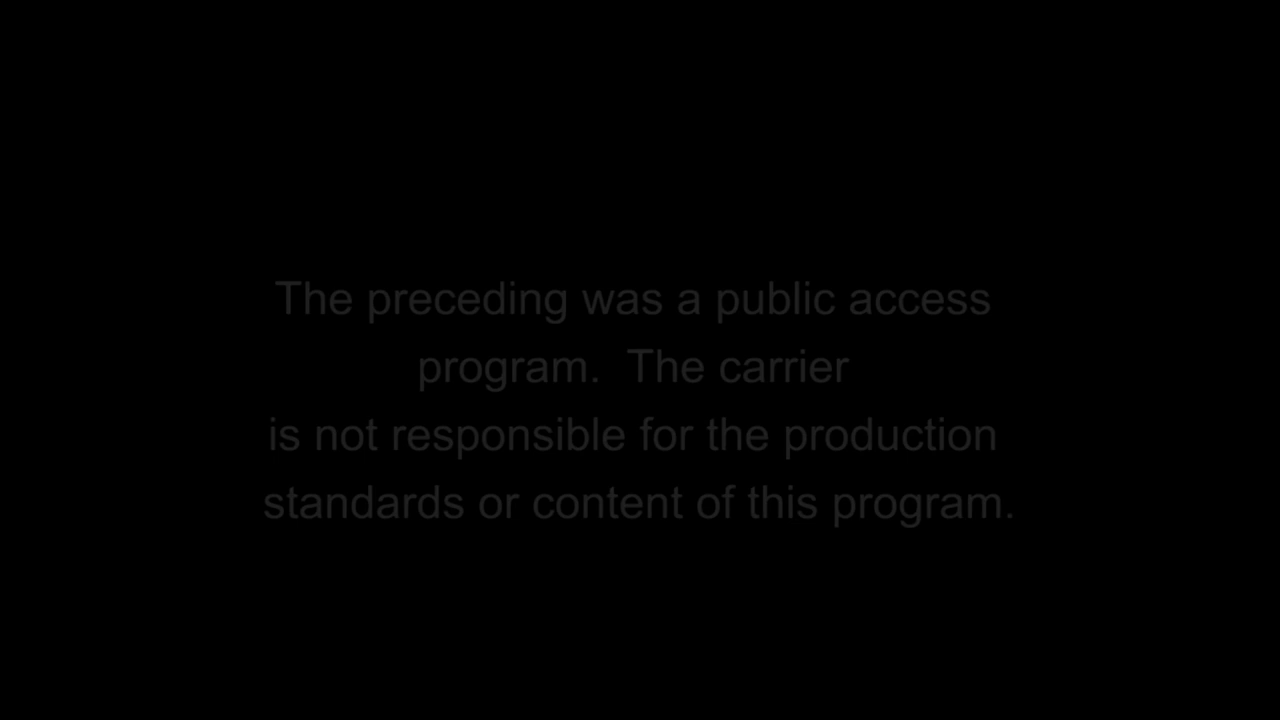 The preceding was a public access
program.  The carrier
is not responsible for the production
standards or content of this program.